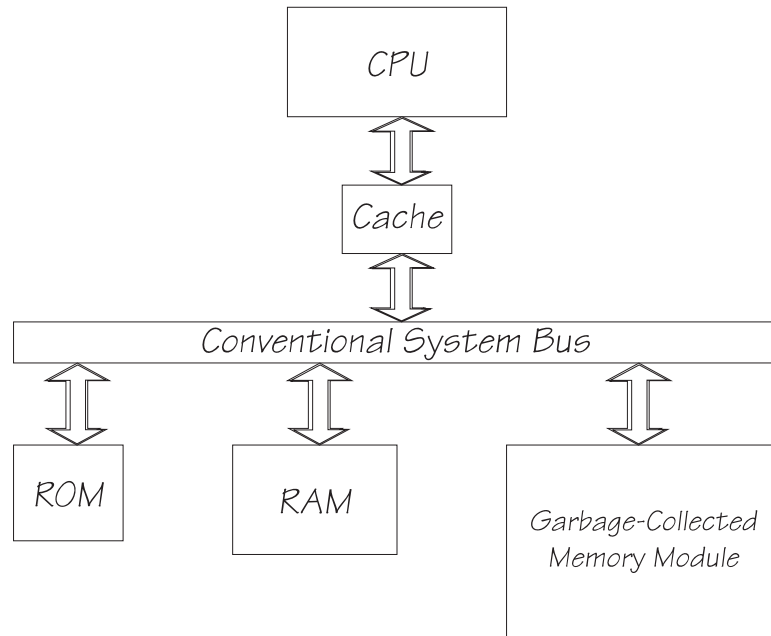 CPU
Cache
Conventional System Bus
ROM
RAM
Garbage-Collected
Memory Module